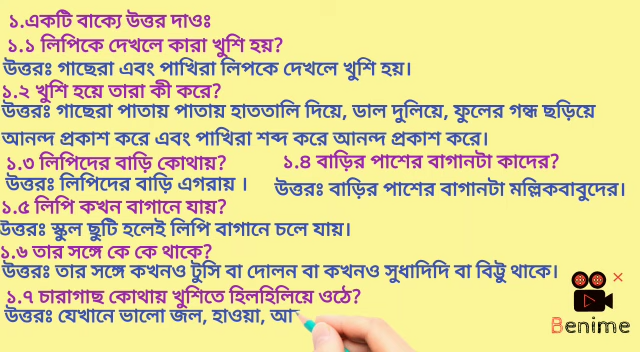 ১.একটি বাক্যে উত্তর দাওঃ
১.১ লিপিকে দেখলে কারা খুশি হয়?
উত্তরঃ গাছেরা এবং পাখিরা লিপকে দেখলে খুশি হয়।
১.২ খুশি হয়ে তারা কী করে?
উত্তরঃ গাছেরা পাতায় পাতায় হাততালি দিয়ে, ডাল দুলিয়ে, ফুলের গন্ধ ছড়িয়ে
আনন্দ প্রকাশ করে এবং পাখিরা শব্দ করে আনন্দ প্রকাশ করে।
১.৩ লিপিদের বাড়ি কোথায়?
উত্তরঃ লিপিদের বাড়ি এগরায় ।
১.৪ বাড়ির পাশের বাগানটা কাদের?
উত্তরঃ বাড়ির পাশের বাগানটা মল্লিকবাবুদের।
১.৫ লিপি কখন বাগানে যায়?
উত্তরঃ স্কুল ছুটি হলেই লিপি বাগানে চলে যায়।
১.৬ তার সঙ্গে কে কে থাকে?
উত্তরঃ তার সঙ্গে কখনও টুসি বা দোলন বা কখনও সুধাদিদি বা বিট্টু থাকে।
১.৭ চারাগাছ কোথায় খুশিতে হিলহিলিয়ে ওঠে?
উত্তরঃ যেখানে ভালো জল, হাওয়া,
Benime